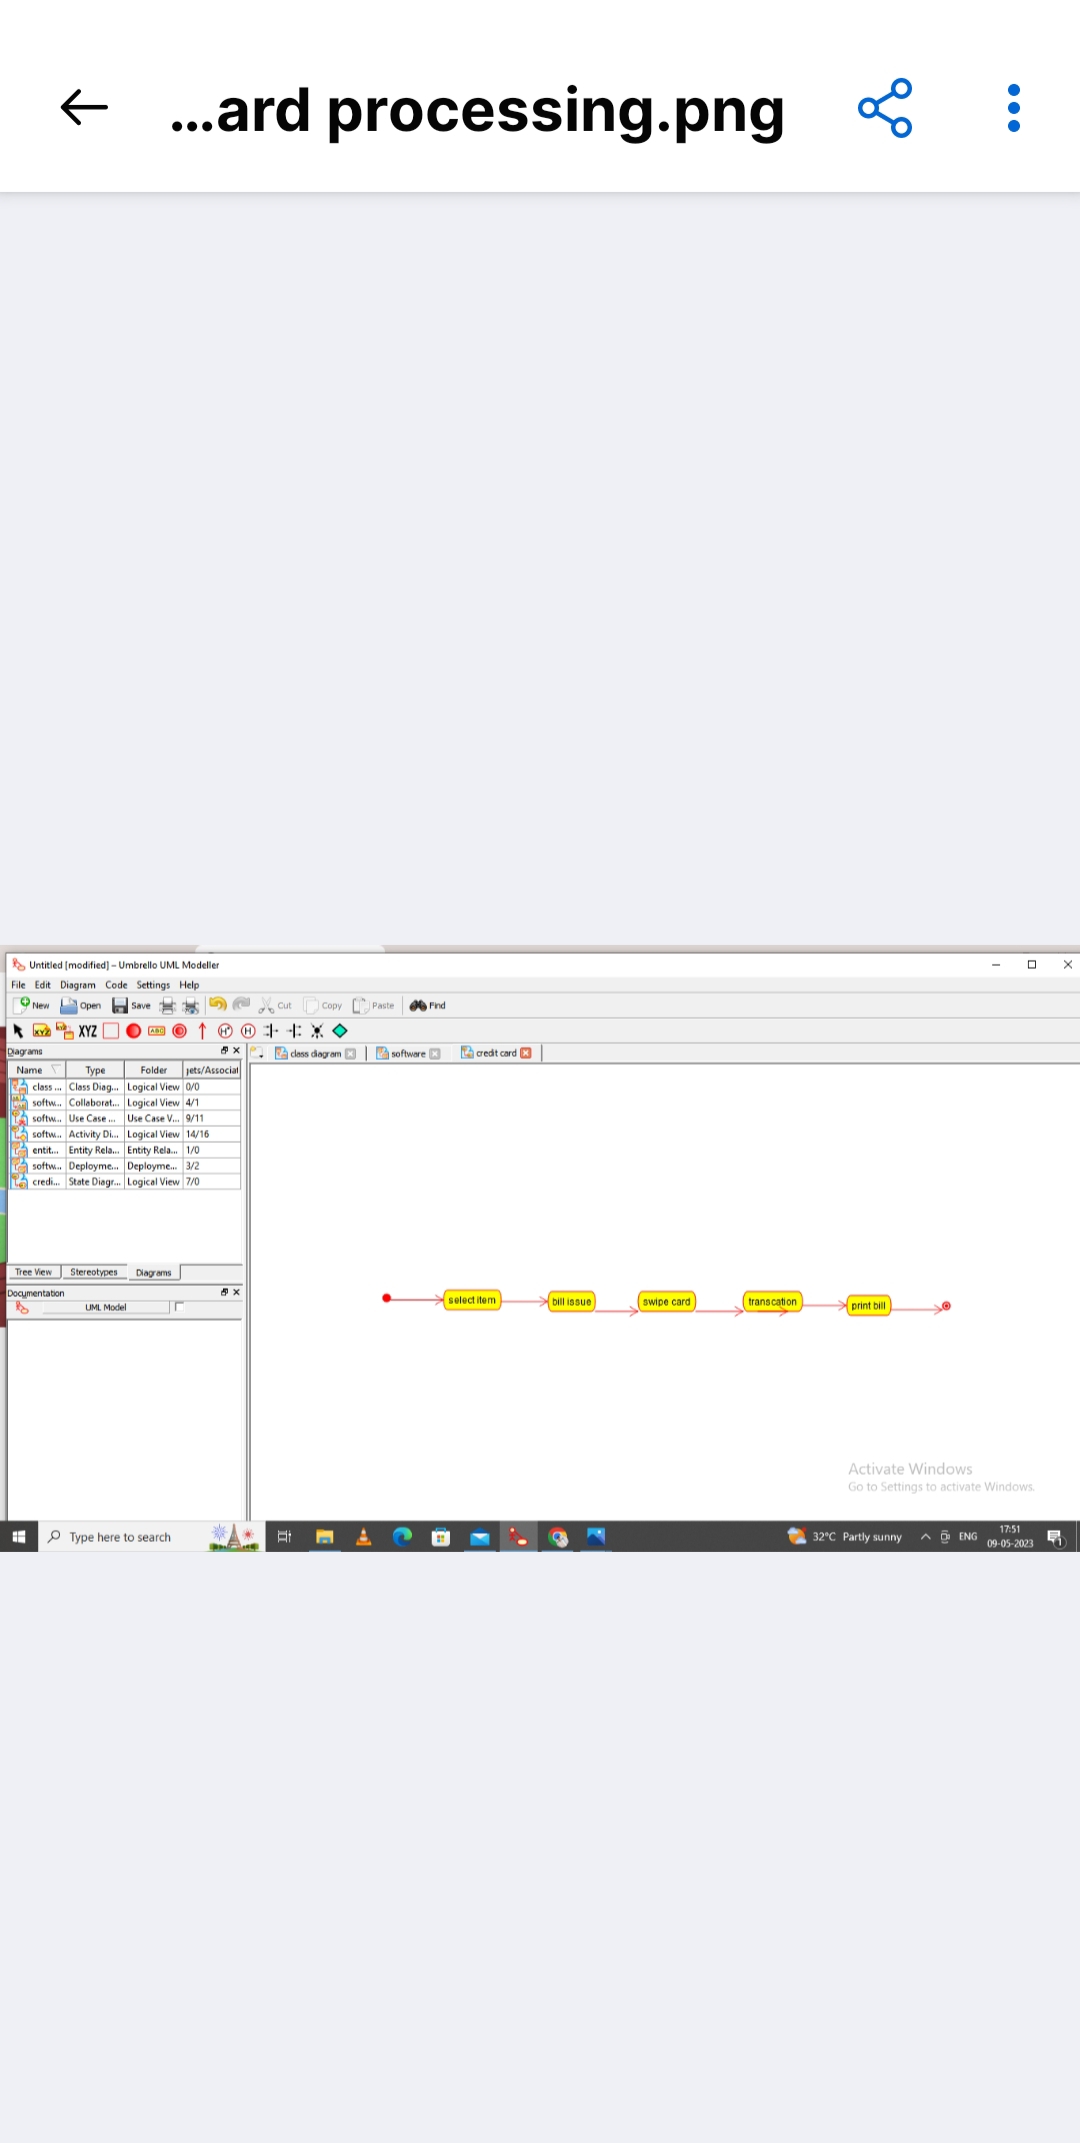 ...ard processing.png
Untitled [modified] – Umbrello UML Modeller
File Edit Diagram Code Settings Help
New Open Save Cut Copy Paste Find
XYZ XYZ ABC H* H
Diagrams class diagram software credit card
Name Type Folder jets/Associat
class ... Class Diag... Logical View 0/0
softw... Collaborat... Logical View 4/1
softw... Use Case ... Use Case V... 9/11
softw... Activity Di... Logical View 14/16
entit... Entity Rela... Entity Rela... 1/0
softw... Deployme... Deployme... 3/2
credi... State Diagr... Logical View 7/0
Tree View Stereotypes Diagrams
Documentation
UML Model
select item bill issue swipe card transcation print bill
Activate Windows
Go to Settings to activate Windows.
Type here to search 32°C Partly sunny ENG 17:51
09-05-2023 1